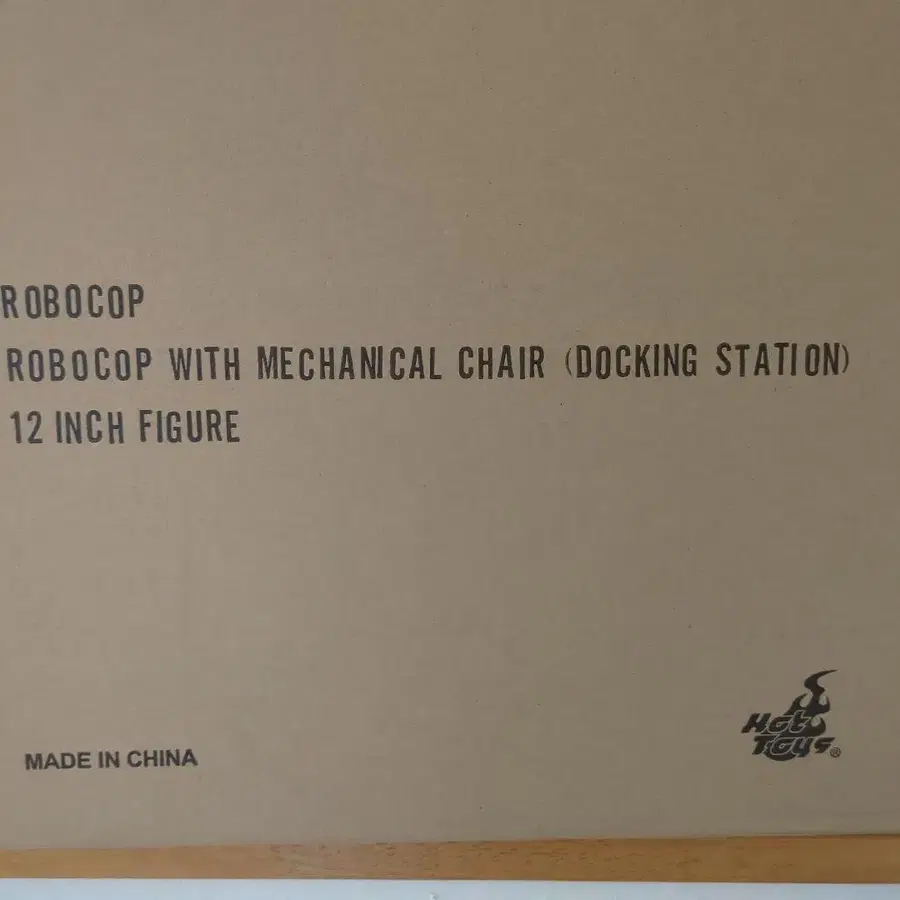 ROBOCOP
ROBOCOP WITH MECHANICAL CHAIR (DOCKING STATION)
12 INCH FIGURE
MADE IN CHINA
Hot
Toys®